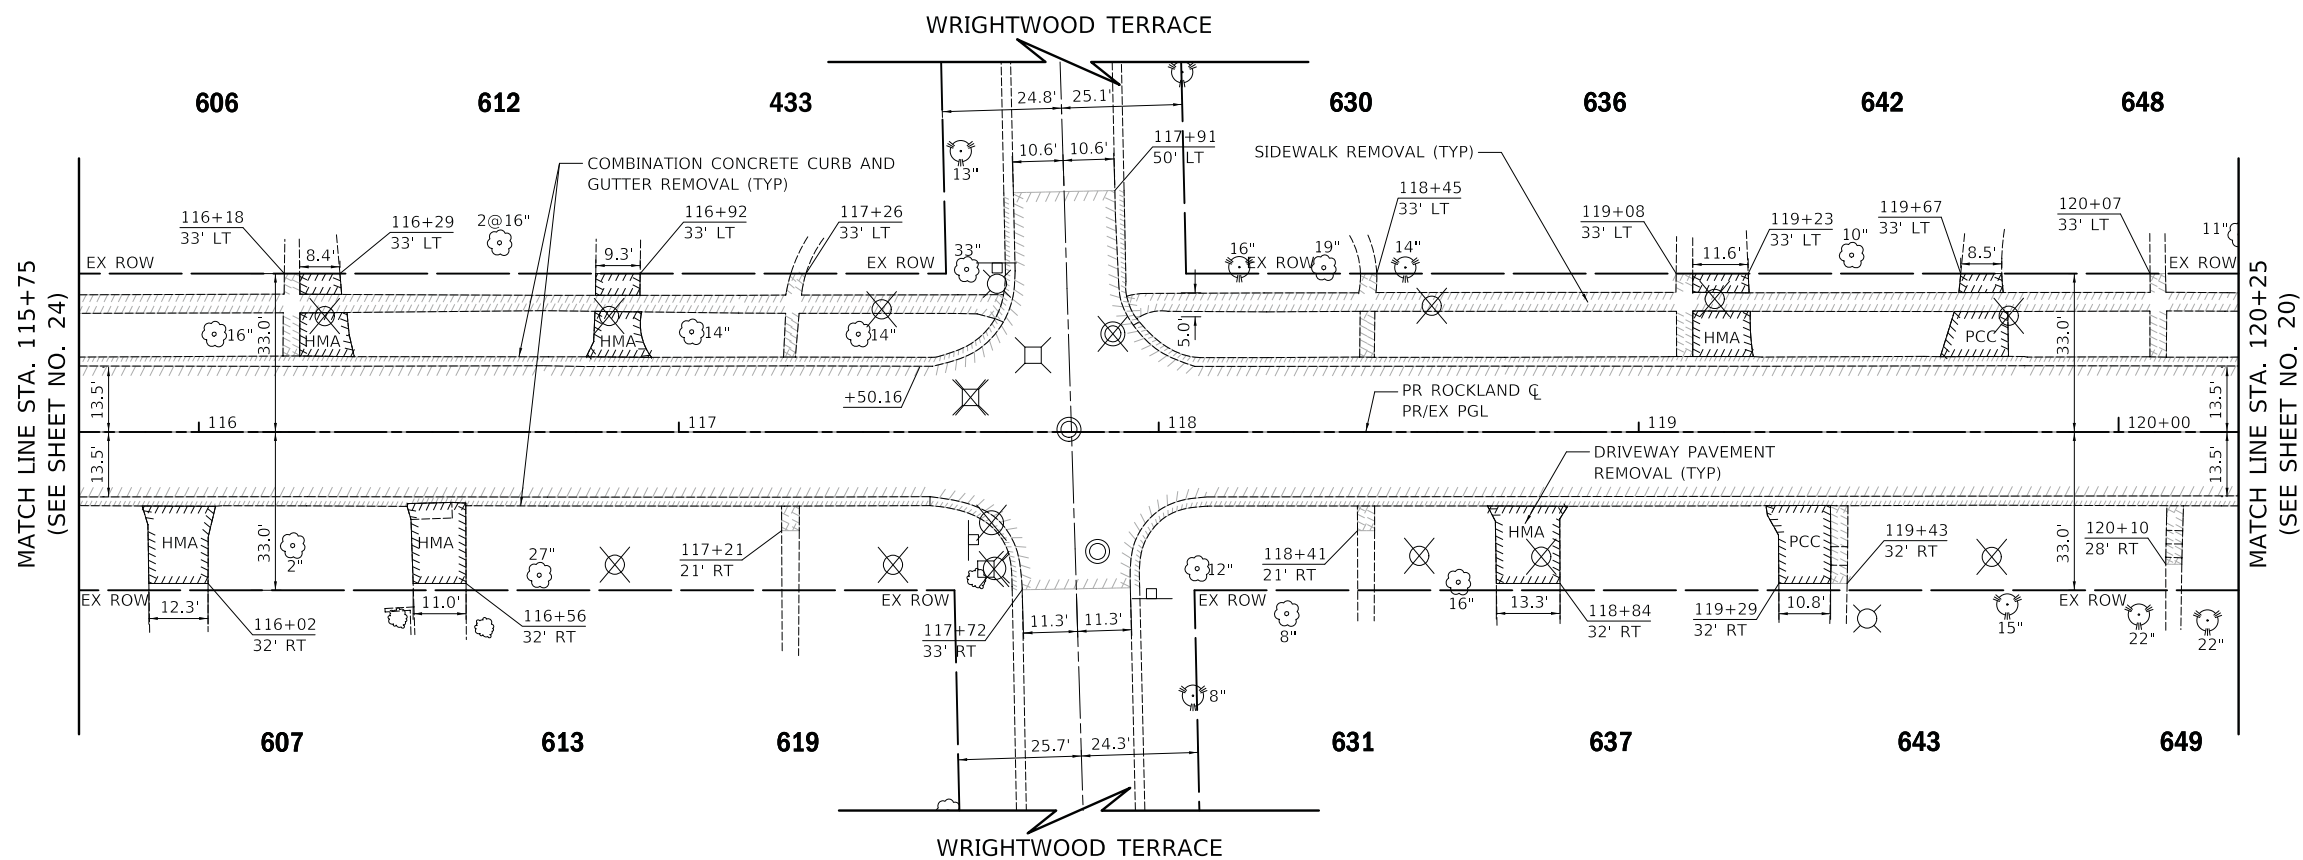 WRIGHTWOOD TERRACE
606
612
433
630
636
642
648
24.8'
25.1'
10.6'
10.6'
117+91
50' LT
13"
COMBINATION CONCRETE CURB AND
GUTTER REMOVAL (TYP)
SIDEWALK REMOVAL (TYP)
116+18
33' LT
8.4'
116+29
33' LT
2@16"
9.3'
116+92
33' LT
117+26
33' LT
33"
16"
19"
118+45
33' LT
14"
119+08
33' LT
11.6'
119+23
33' LT
10"
119+67
33' LT
8.5'
120+07
33' LT
11"
EX ROW
EX ROW
EX ROW
EX ROW
MATCH LINE STA. 115+75
(SEE SHEET NO. 24)
16"
33.0'
HMA
HMA
14"
14"
5.0'
HMA
PCC
33.0'
13.5'
+50.16
PR ROCKLAND ℄
PR/EX PGL
13.5'
116
117
118
119
120+00
13.5'
DRIVEWAY PAVEMENT
REMOVAL (TYP)
13.5'
MATCH LINE STA. 120+25
(SEE SHEET NO. 20)
HMA
2"
33.0'
HMA
27"
117+21
21' RT
12"
118+41
21' RT
16"
HMA
PCC
119+43
32' RT
33.0'
120+10
28' RT
EX ROW
EX ROW
EX ROW
EX ROW
12.3'
116+02
32' RT
11.0'
116+56
32' RT
117+72
33' RT
11.3'
11.3'
8"
13.3'
118+84
32' RT
119+29
32' RT
10.8'
15"
22"
22"
8"
607
613
619
25.7'
24.3'
631
637
643
649
WRIGHTWOOD TERRACE